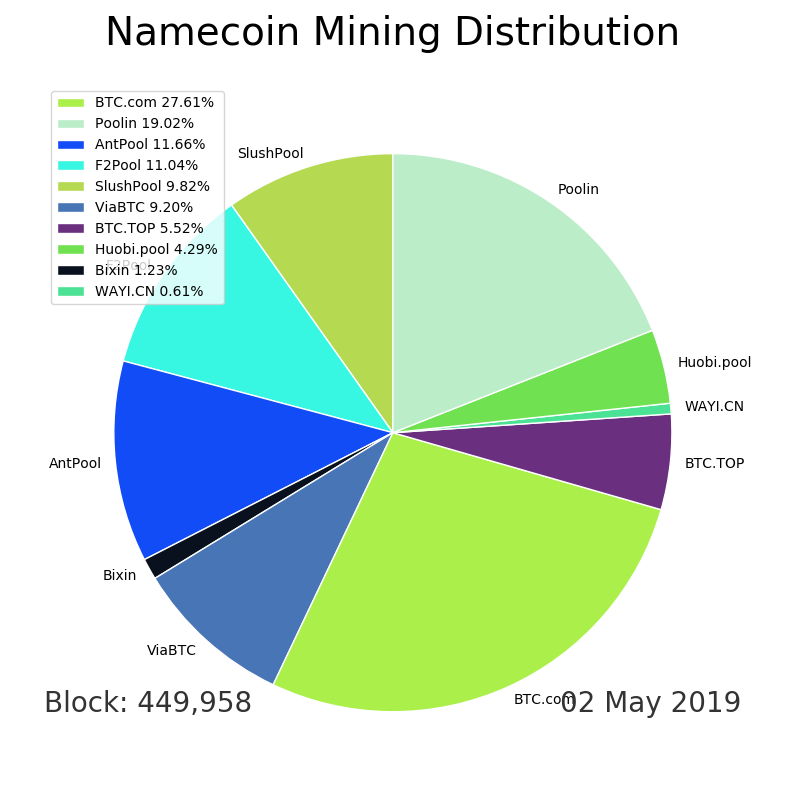 Namecoin Mining Distribution
BTC.com 27.61%
Poolin 19.02%
AntPool 11.66%
F2Pool 11.04%
SlushPool 9.82%
ViaBTC 9.20%
BTC.TOP 5.52%
Huobi.pool 4.29%
Bixin 1.23%
WAYI.CN 0.61%
SlushPool
Poolin
F2Pool
Huobi.pool
WAYI.CN
BTC.TOP
AntPool
Bixin
ViaBTC
BTC.com
Block: 449,958
02 May 2019